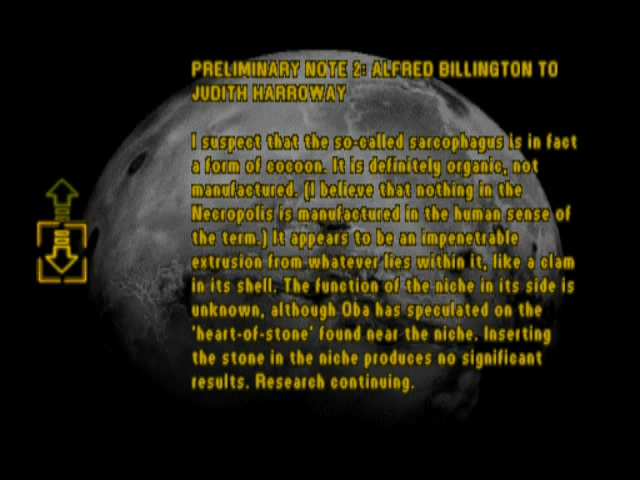 PRELIMINARY NOTE 2: ALFRED BILLINGTON TO
JUDITH HARROWAY
I suspect that the so-called sarcophagus is in fact
a form of cocoon. It is definitely organic, not
manufactured. (I believe that nothing in the
Necropolis is manufactured in the human sense of
the term.) It appears to be an impenetrable
extrusion from whatever lies within it, like a clam
in its shell. The function of the niche in its side is
unknown, although Oba has speculated on the
'heart-of-stone' found near the niche. Inserting
the stone in the niche produces no significant
results. Research continuing.